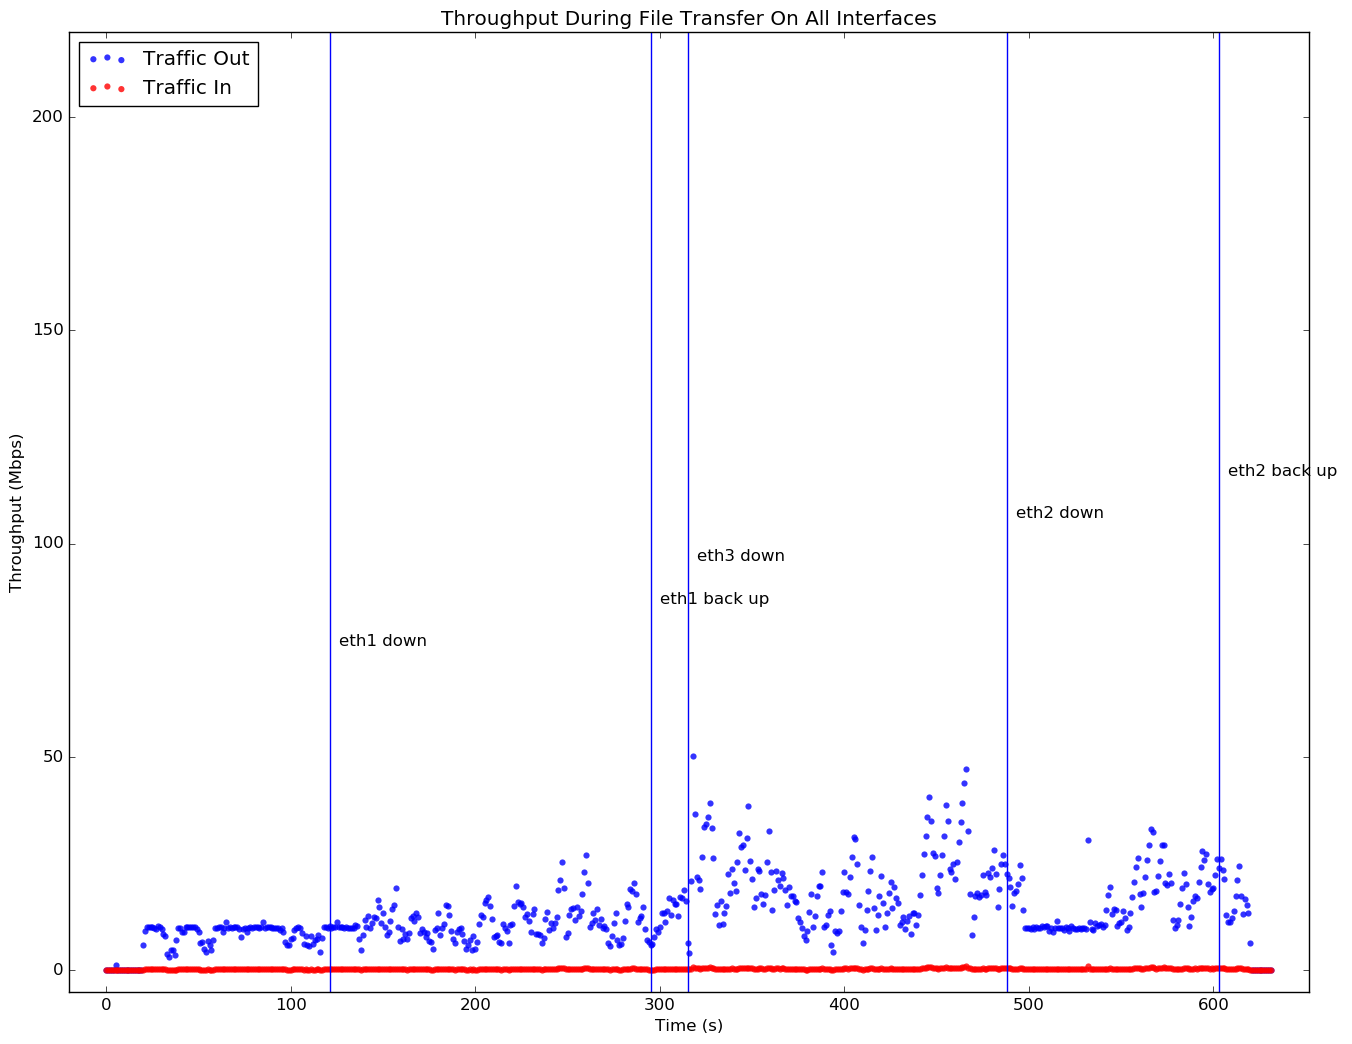 Throughput During File Transfer On All Interfaces
Traffic Out
Traffic In
200
150
100
50
0
Throughput (Mbps)
eth2 back up
eth2 down
eth3 down
eth1 back up
eth1 down
0 100 200 300 400 500 600
Time (s)